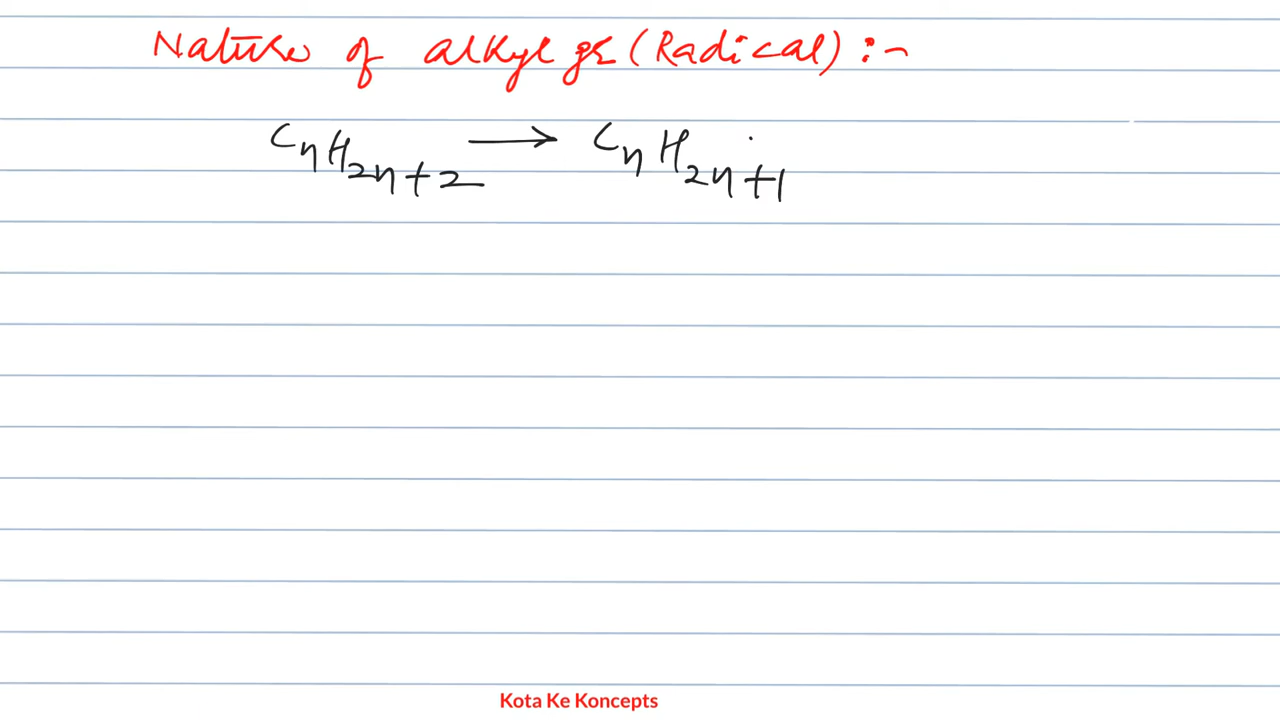 Nature of alkyl gr (Radical) :-
CnH2n+2 ⟶ CnH2n+1
Kota Ke Koncepts